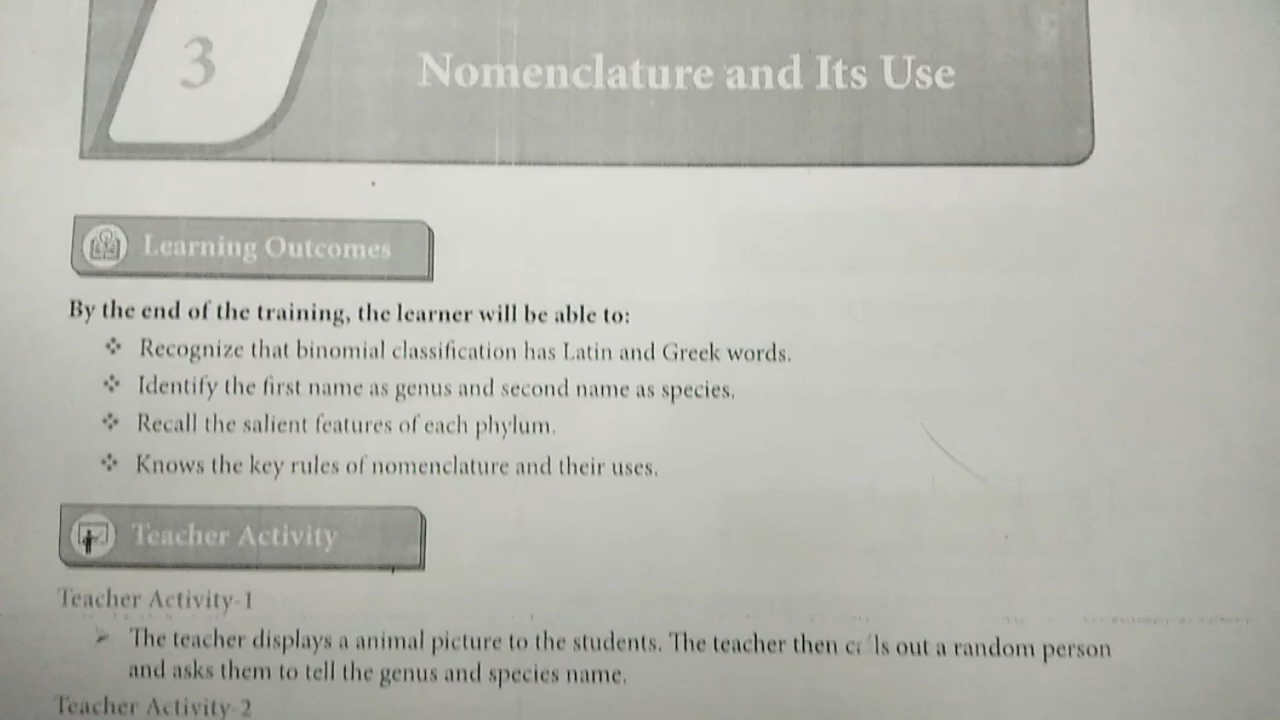 3
Nomenclature and Its Use
Learning Outcomes
By the end of the training, the learner will be able to:
❖ Recognize that binomial classification has Latin and Greek words.
❖ Identify the first name as genus and second name as species.
❖ Recall the salient features of each phylum.
❖ Knows the key rules of nomenclature and their uses.
Teacher Activity
Teacher Activity-1
➢ The teacher displays a animal picture to the students. The teacher then calls out a random person
and asks them to tell the genus and species name.
Teacher Activity-2